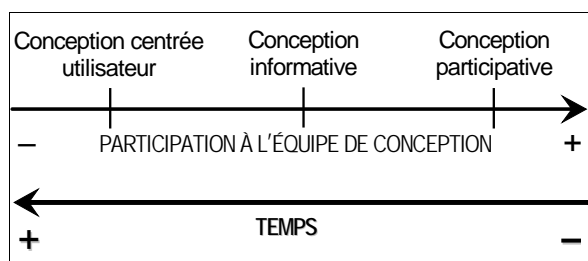 Conception centrée
utilisateur
Conception
informative
Conception
participative
– PARTICIPATION À L'ÉQUIPE DE CONCEPTION +
TEMPS
+ –